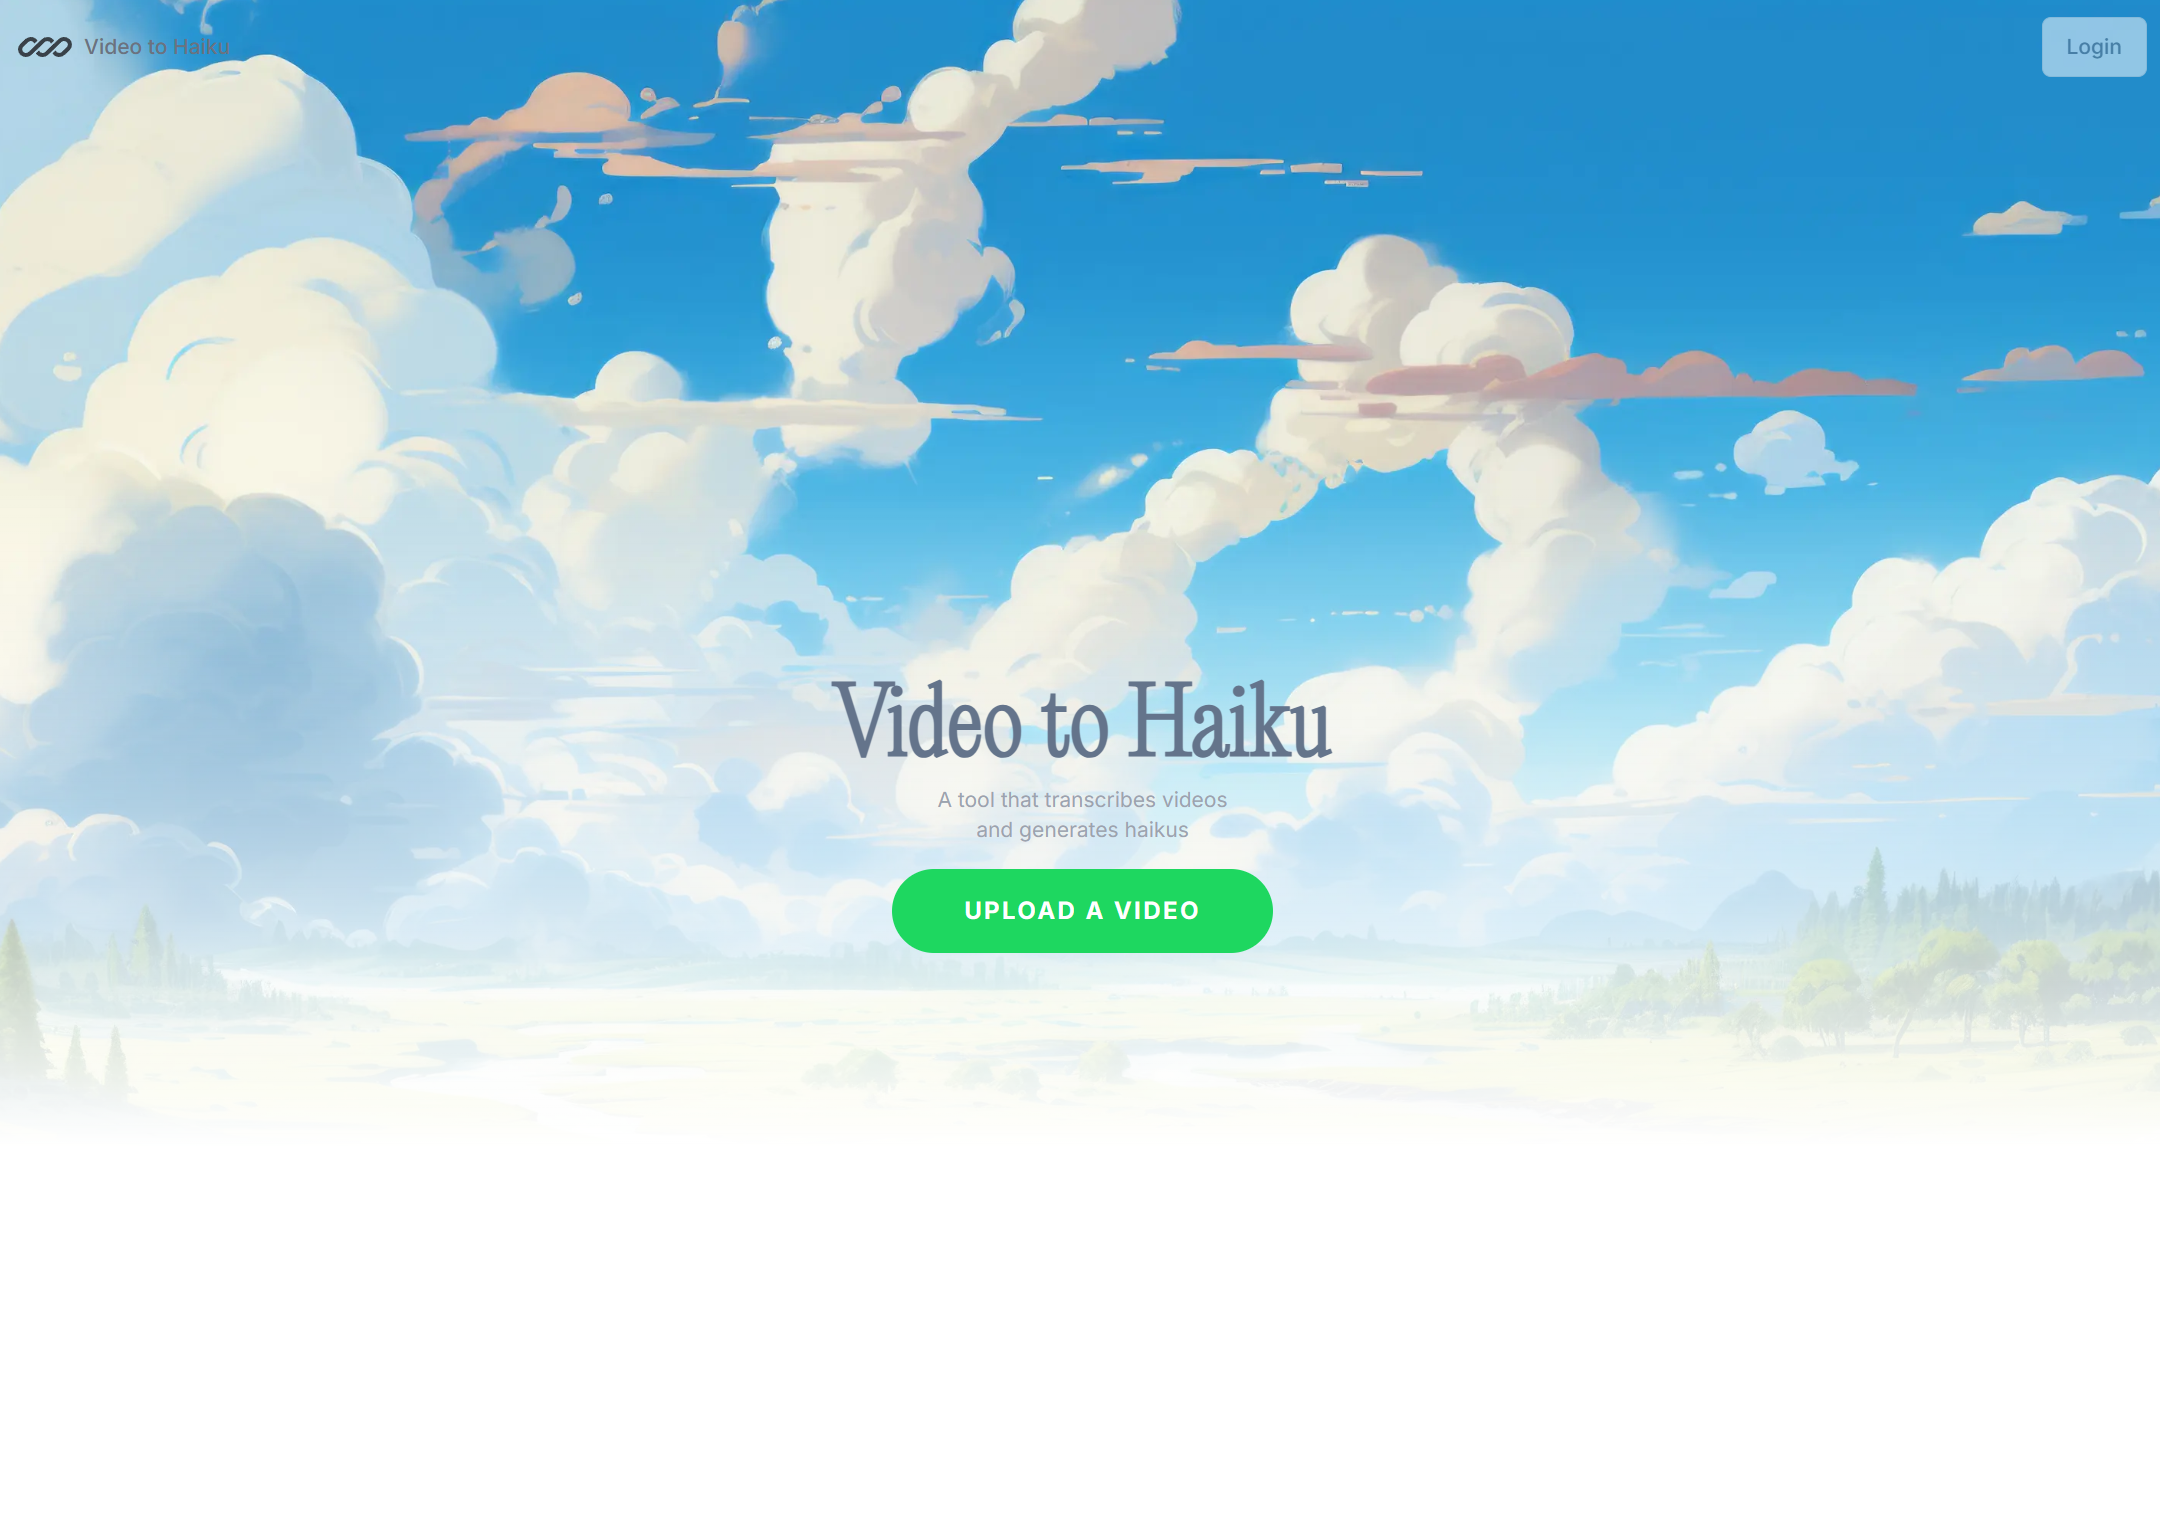 Video to Haiku
Login
Video to Haiku
A tool that transcribes videos
and generates haikus
UPLOAD A VIDEO